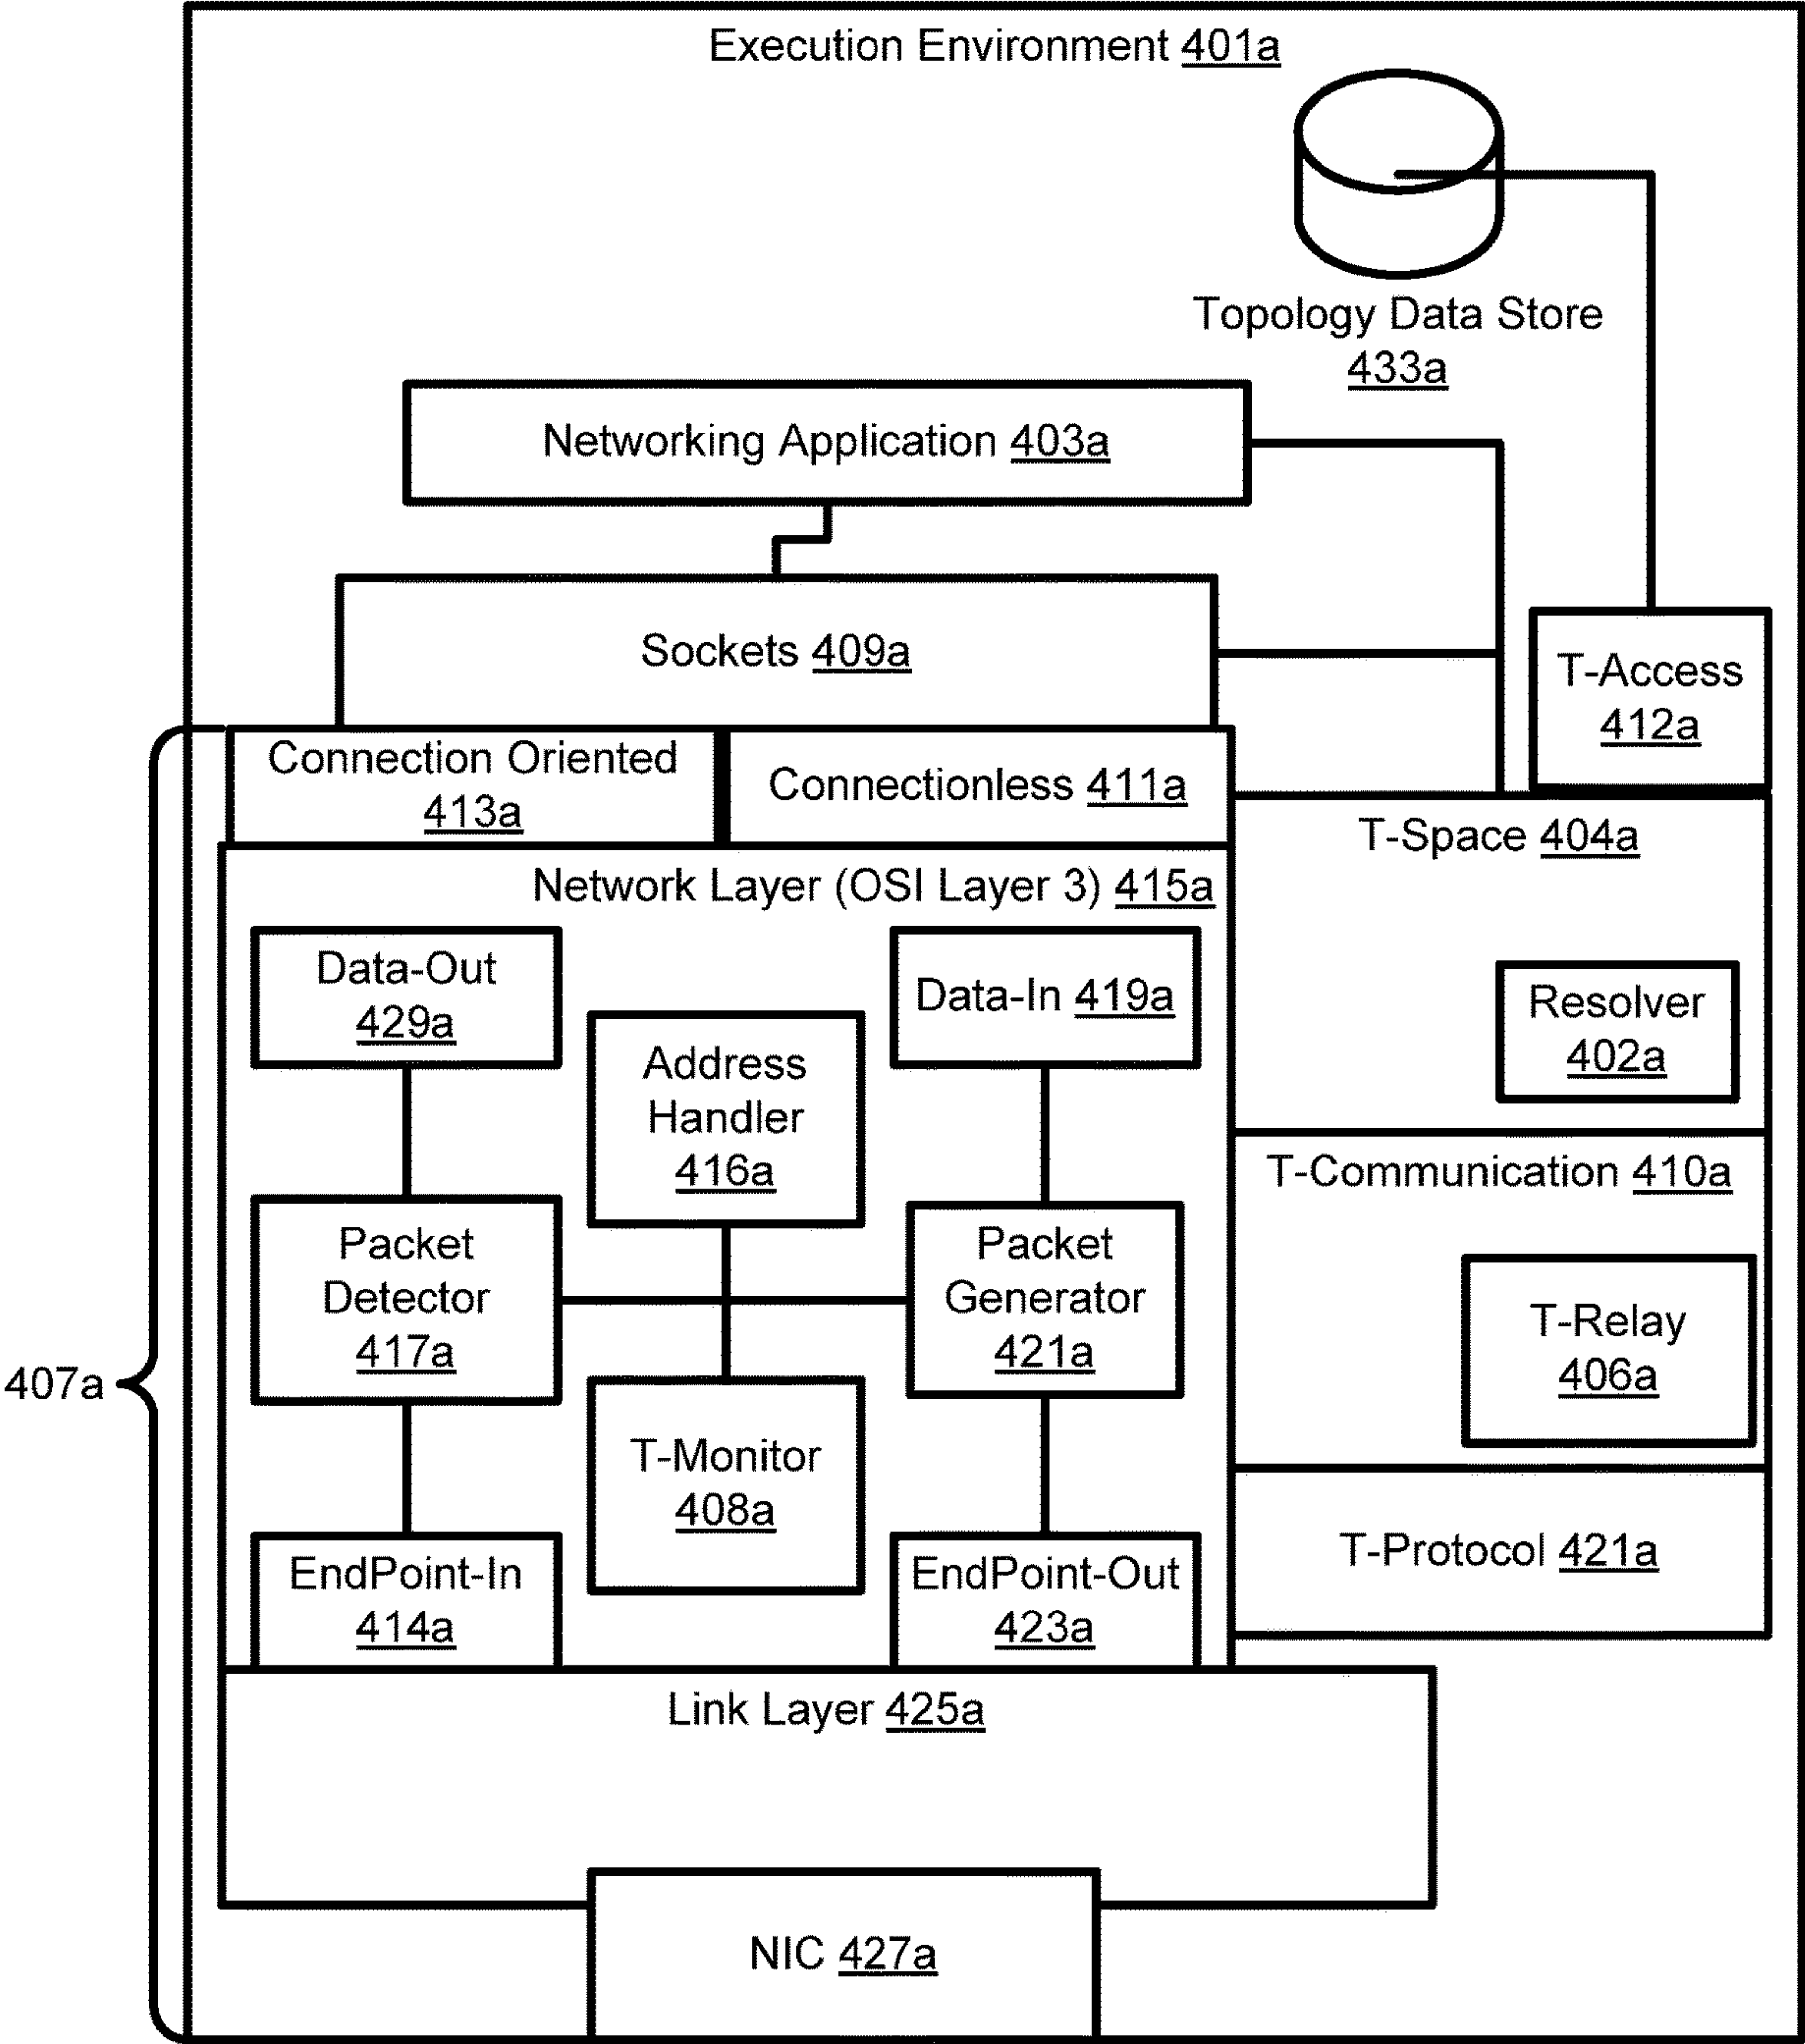 Execution Environment 401a
Topology Data Store
433a
Networking Application 403a
Sockets 409a
T-Access
412a
Connection Oriented
413a
Connectionless 411a
T-Space 404a
Network Layer (OSI Layer 3) 415a
Data-Out
429a
Data-In 419a
Resolver
402a
Address
Handler
416a
T-Communication 410a
Packet
Detector
417a
Packet
Generator
421a
T-Relay
406a
407a
T-Monitor
408a
T-Protocol 421a
EndPoint-In
414a
EndPoint-Out
423a
Link Layer 425a
NIC 427a